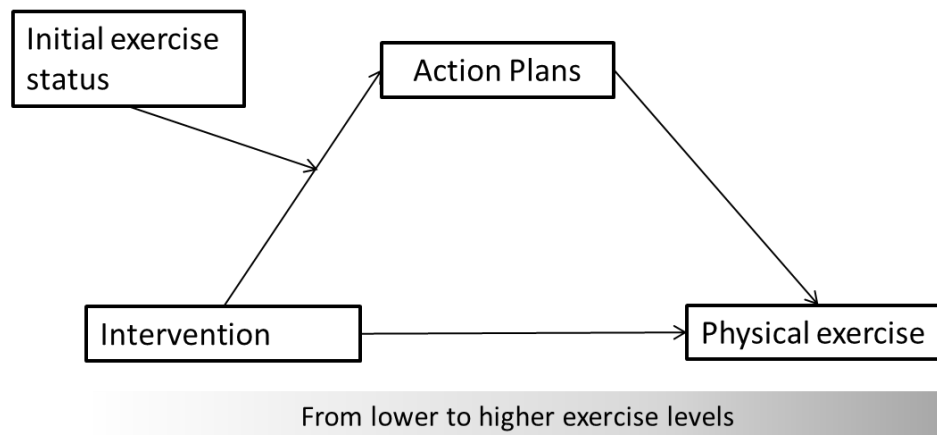 Initial exercise
status
Action Plans
Intervention
Physical exercise
From lower to higher exercise levels